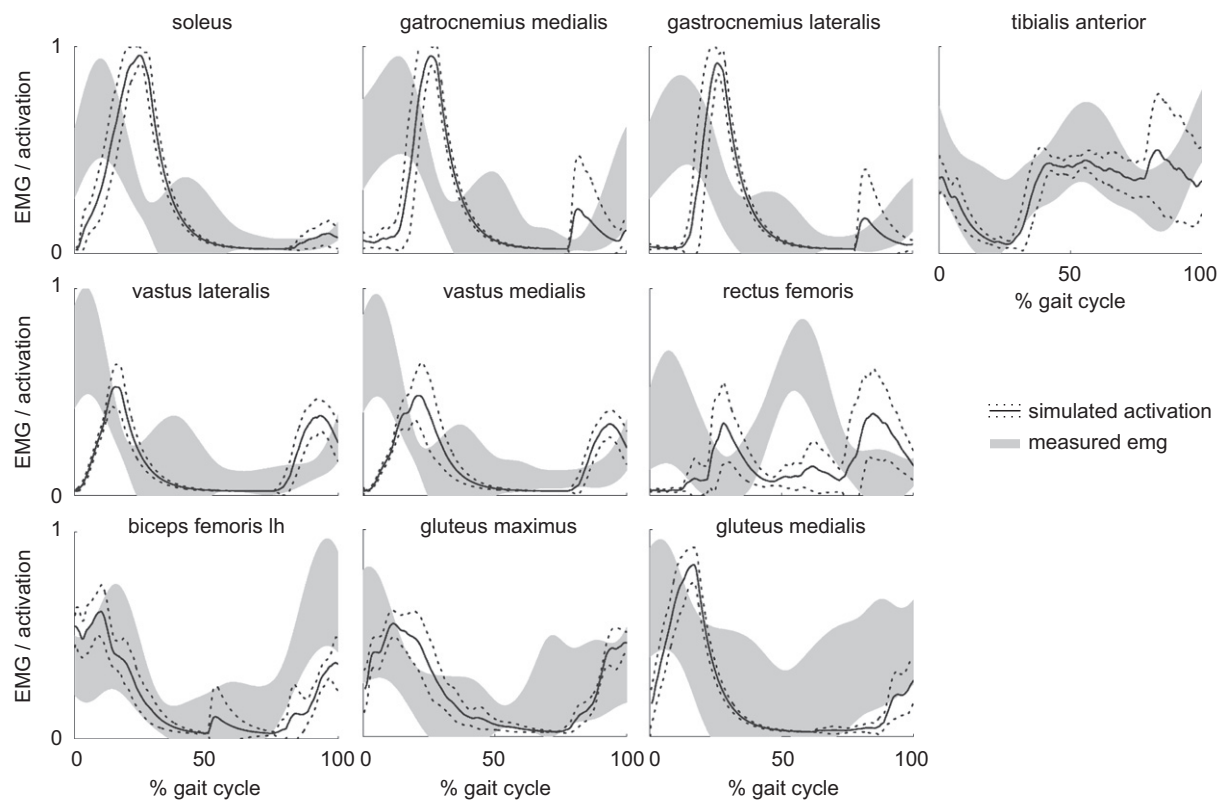 soleus
gatrocnemius medialis
gastrocnemius lateralis
tibialis anterior
EMG / activation
1
0
0 50 100
% gait cycle
vastus lateralis
vastus medialis
rectus femoris
EMG / activation
1
0
simulated activation
measured emg
biceps femoris lh
gluteus maximus
gluteus medialis
EMG / activation
1
0
0 50 100
0 50 100
0 50 100
% gait cycle
% gait cycle
% gait cycle